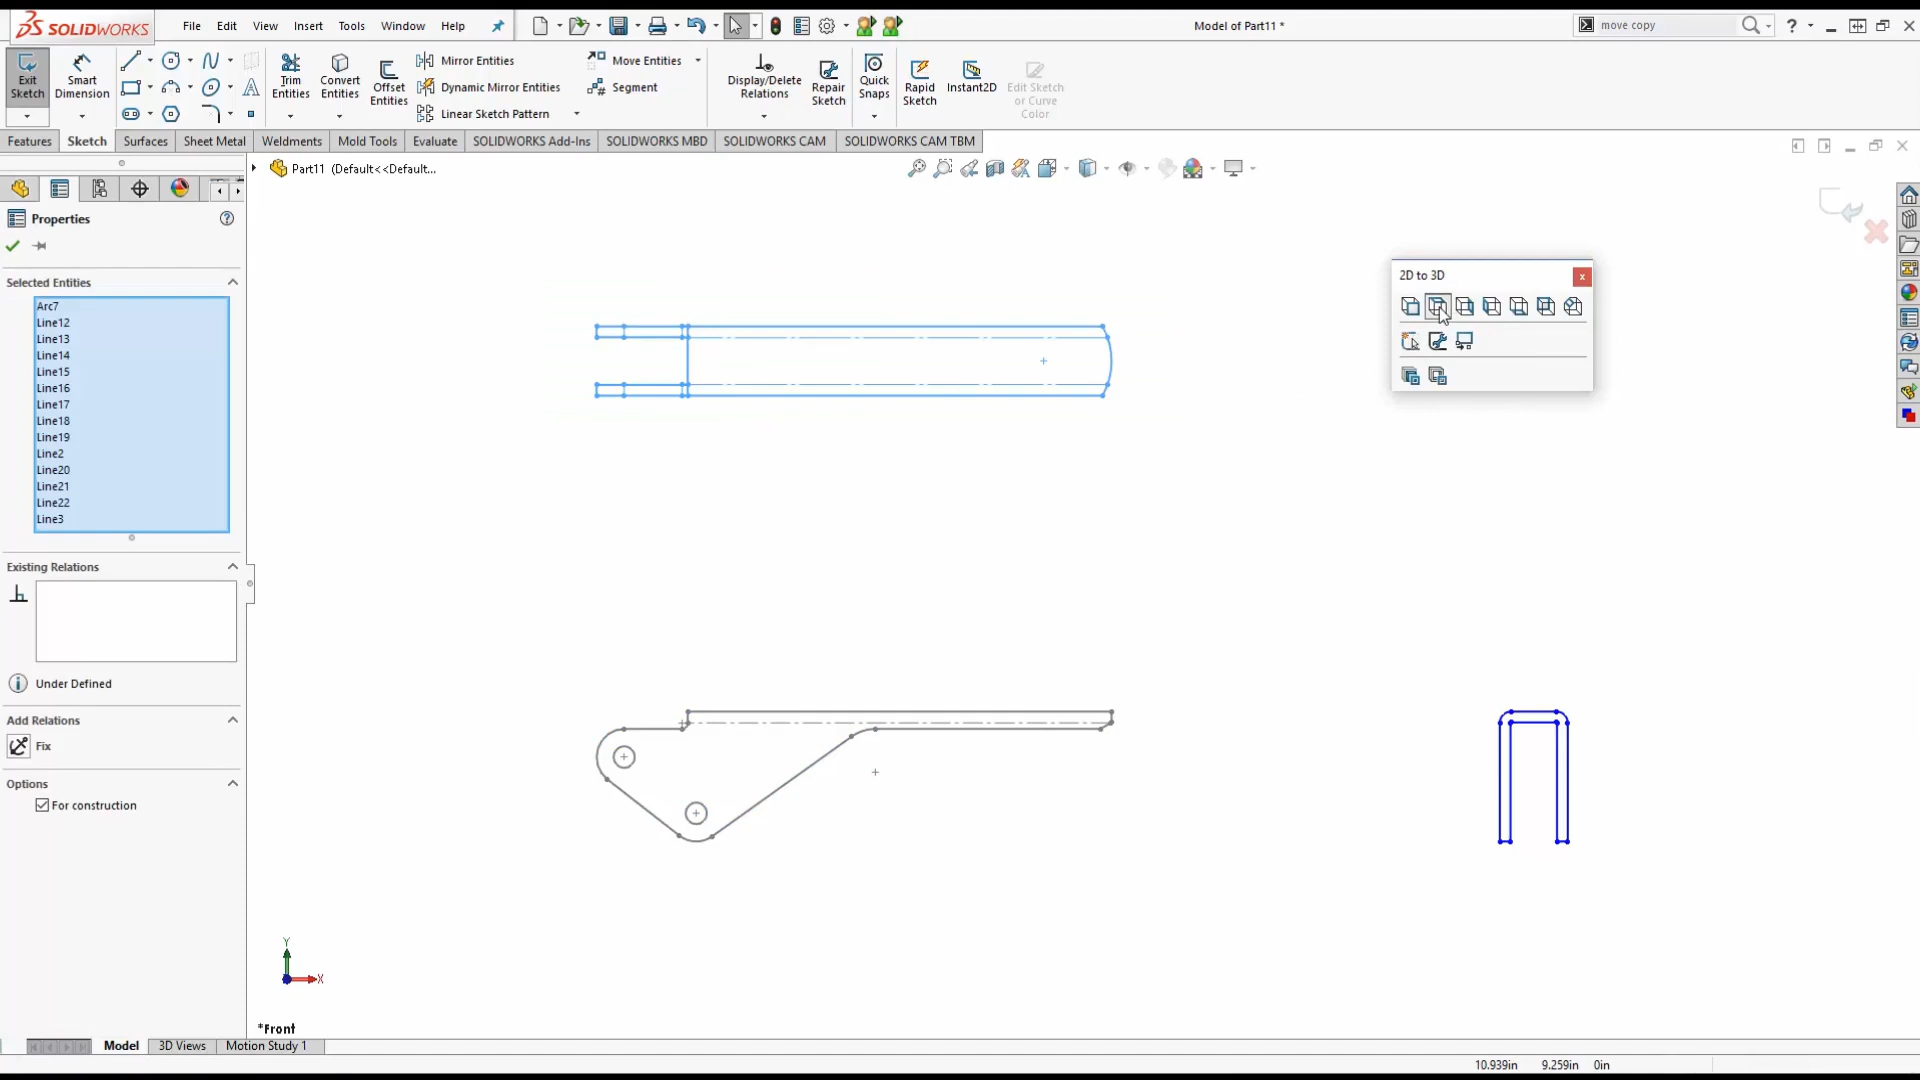 SOLIDWORKS
File Edit View Insert Tools Window Help
Model of Part11 *
move copy
Exit Sketch
Smart Dimension
Trim Entities
Convert Entities
Offset Entities
Mirror Entities
Dynamic Mirror Entities
Linear Sketch Pattern
Move Entities
Segment
Display/Delete Relations
Repair Sketch
Quick Snaps
Rapid Sketch
Instant2D
Edit Sketch or Curve Color
Features Sketch Surfaces Sheet Metal Weldments Mold Tools Evaluate SOLIDWORKS Add-Ins SOLIDWORKS MBD SOLIDWORKS CAM SOLIDWORKS CAM TBM
Part11 (Default<<Default...
Properties
Selected Entities
Arc7
Line12
Line13
Line14
Line15
Line16
Line17
Line18
Line19
Line2
Line20
Line21
Line22
Line3
Existing Relations
Under Defined
Add Relations
Fix
Options
For construction
2D to 3D
Y
X
*Front
Model 3D Views Motion Study 1
10.939in 9.259in 0in